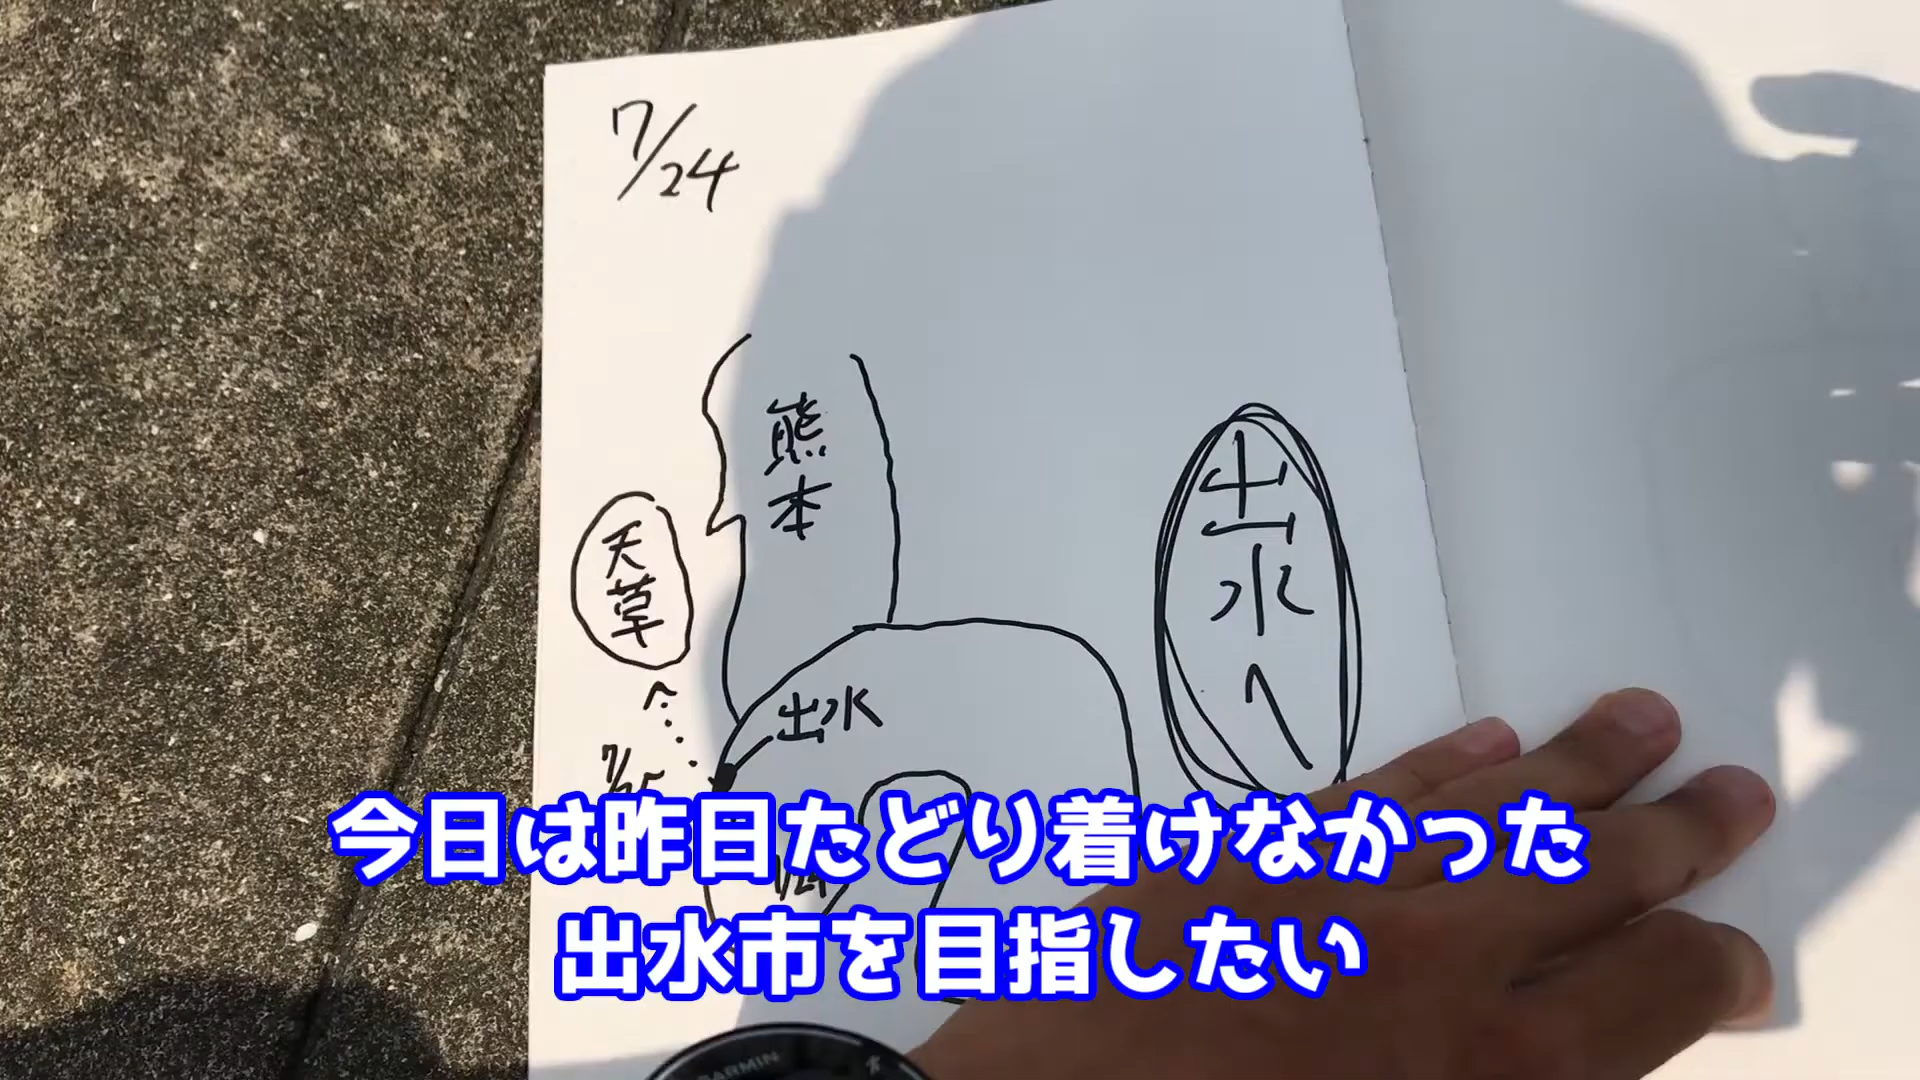 7/24
熊本
天草
出水へ
出水
今日は昨日たどり着けなかった
出水市を目指したい
GARMIN